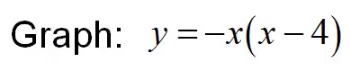 Graph: y = −x(x − 4)